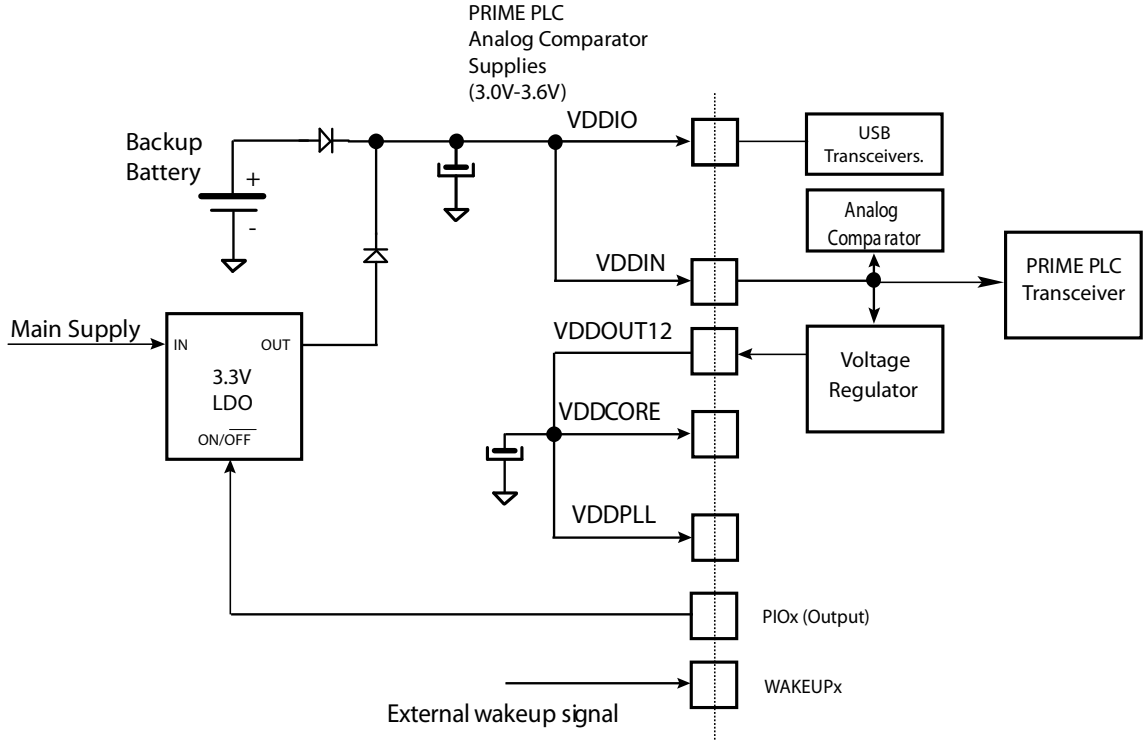 PRIME PLC
Analog Comparator
Supplies
(3.0V-3.6V)
VDDIO
USB
Transceivers.
Backup
Battery
+
-
Analog
Comparator
VDDIN
PRIME PLC
Transceiver
Main Supply
IN
OUT
3.3V
LDO
ON/OFF
VDDOUT12
Voltage
Regulator
VDDCORE
VDDPLL
PIOx (Output)
WAKEUPx
External wakeup signal